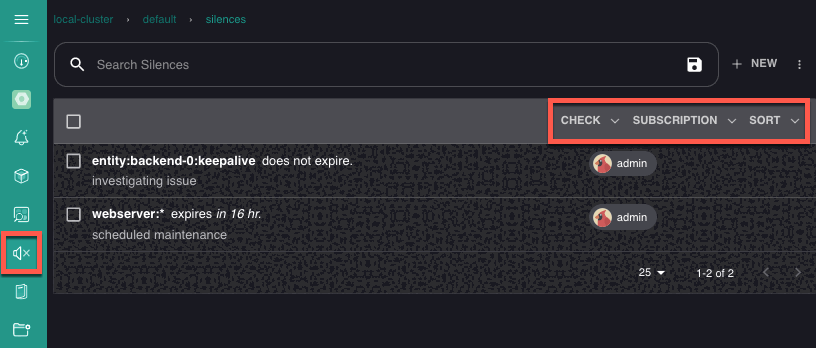 local-cluster › default › silences
Search Silences
NEW
CHECK SUBSCRIPTION SORT
entity:backend-0:keepalive does not expire. admin
investigating issue
webserver:* expires in 16 hr. admin
scheduled maintenance
25 1-2 of 2